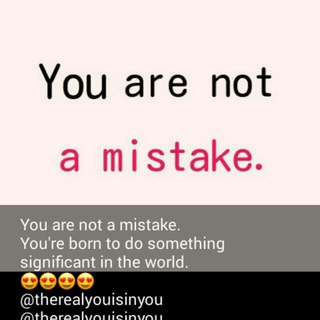 You are not
a mistake.
You are not a mistake.
You're born to do something
significant in the world.
😍😍😍😍
@therealyouisinyou
@therealyouisinyou